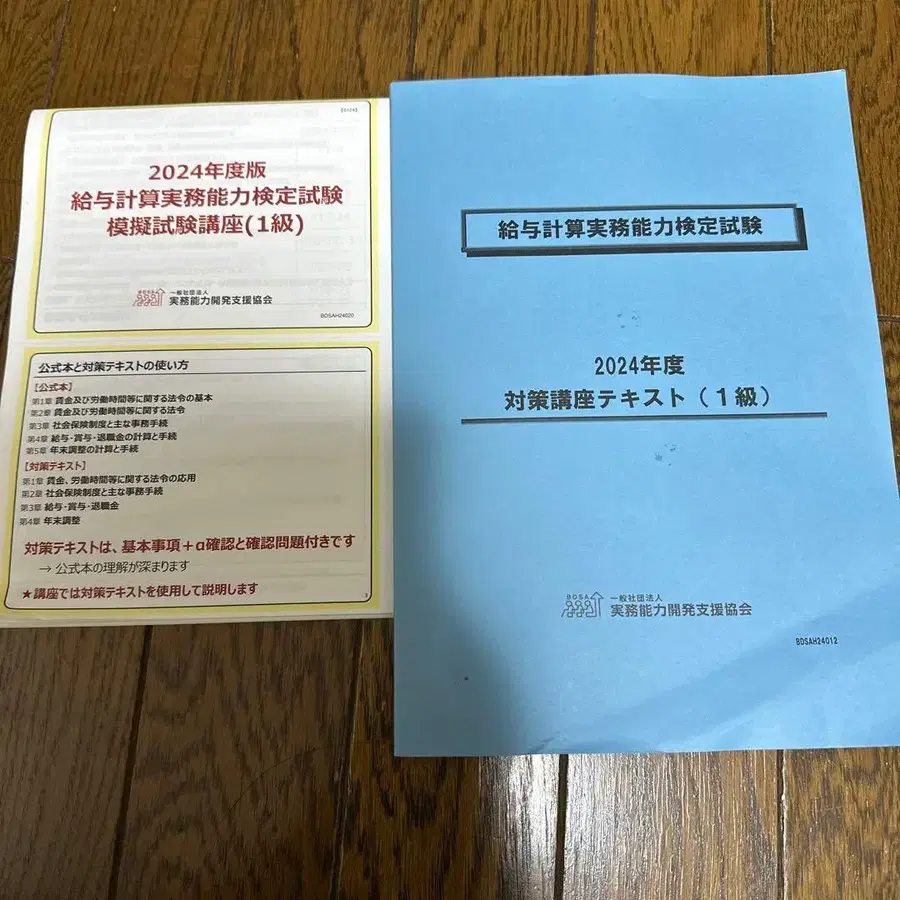 2024年度版
給与計算実務能力検定試験
模擬試験講座(1級)
BDSA
一般社団法人
実務能力開発支援協会
BDSAH24020
公式本と対策テキストの使い方
【公式本】
第1章 賃金及び労働時間等に関する法令の基本
第2章 賃金及び労働時間等に関する法令
第3章 社会保険制度と主な事務手続
第4章 給与・賞与・退職金の計算と手続
第5章 年末調整の計算と手続
【対策テキスト】
第1章 賃金、労働時間等に関する法令の応用
第2章 社会保険制度と主な事務手続
第3章 給与・賞与・退職金
第4章 年末調整
対策テキストは、基本事項+α確認と確認問題付きです
→ 公式本の理解が深まります
★講座では対策テキストを使用して説明します
給与計算実務能力検定試験
2024年度
対策講座テキスト(1級)
BDSA
一般社団法人
実務能力開発支援協会
BDSAH24012